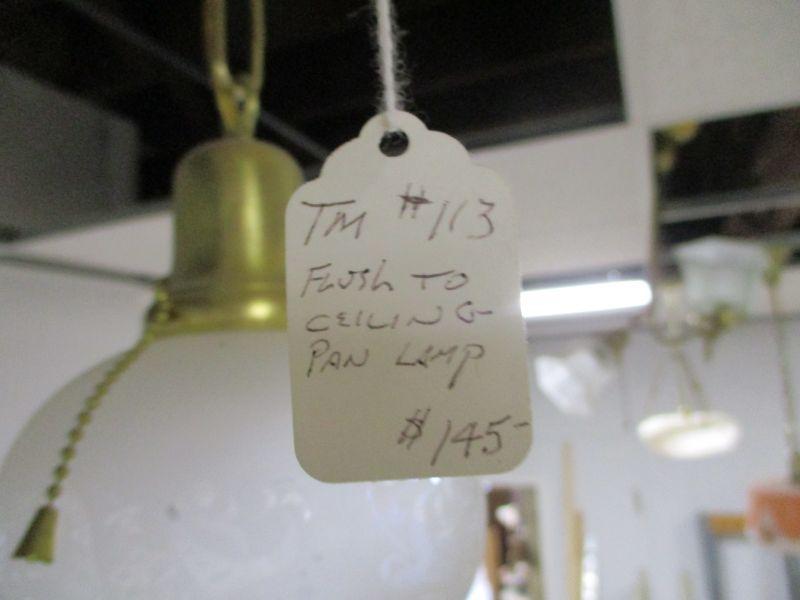 TM #113
FLUSH TO
CEILING
PAN LAMP
$145-